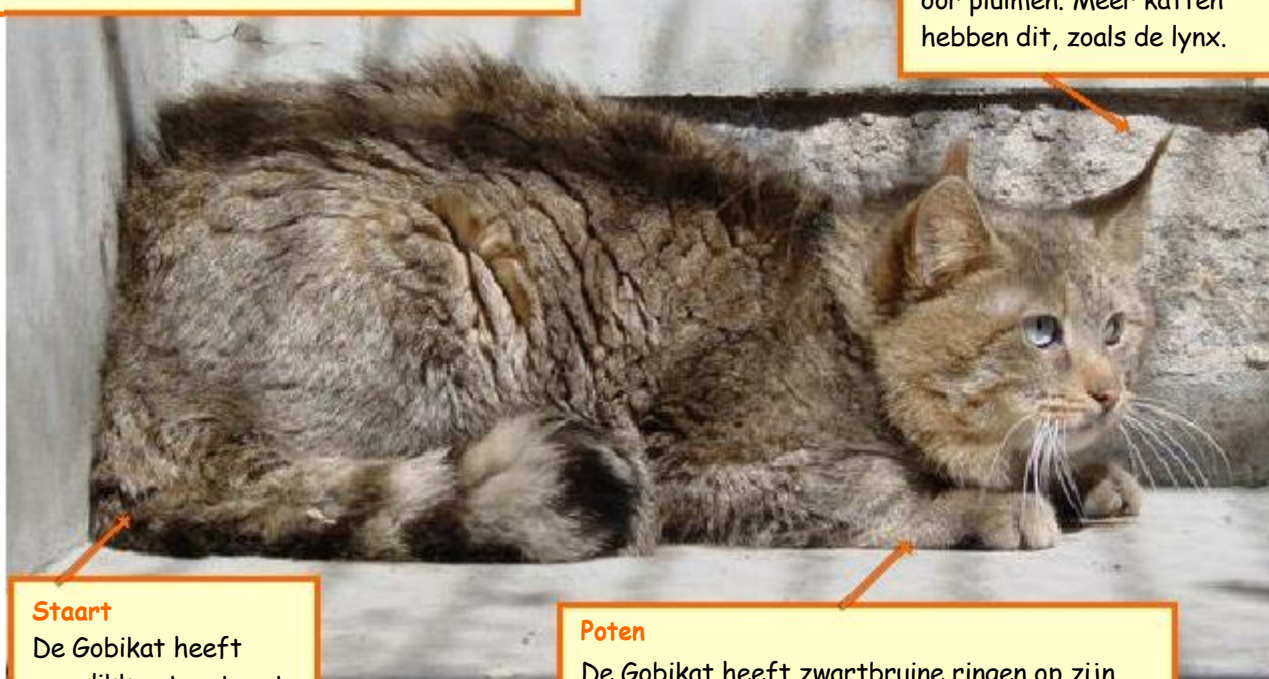 oor pluimen. Meer katten
hebben dit, zoals de lynx.
Staart
De Gobikat heeft
Poten
De Gobikat heeft zwartbruine ringen op zijn